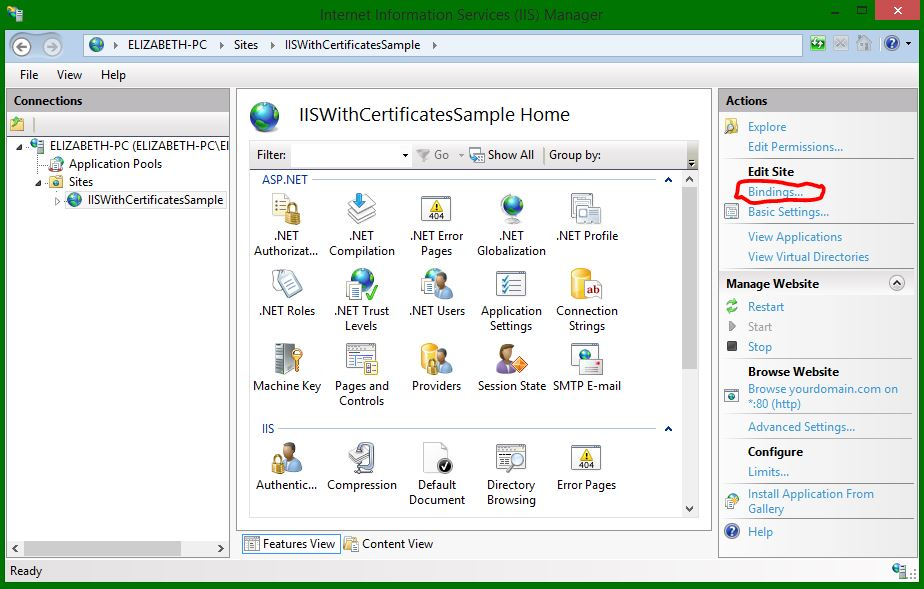 Internet Information Services (IIS) Manager
ELIZABETH-PC
Sites
IISWithCertificatesSample
File
View
Help
Connections
ELIZABETH-PC (ELIZABETH-PC\El
Application Pools
Sites
IISWithCertificatesSample
IISWithCertificatesSample Home
Filter:
Go
Show All
Group by:
ASP.NET
.NET
Authorizat...
.NET
Compilation
.NET Error
Pages
.NET
Globalization
.NET Profile
.NET Roles
.NET Trust
Levels
.NET Users
Application
Settings
Connection
Strings
Machine Key
Pages and
Controls
Providers
Session State
SMTP E-mail
IIS
Authentic...
Compression
Default
Document
Directory
Browsing
Error Pages
Features View
Content View
Actions
Explore
Edit Permissions...
Edit Site
Bindings...
Basic Settings...
View Applications
View Virtual Directories
Manage Website
Restart
Start
Stop
Browse Website
Browse yourdomain.com on
*:80 (http)
Advanced Settings...
Configure
Limits...
Install Application From
Gallery
Help
Ready